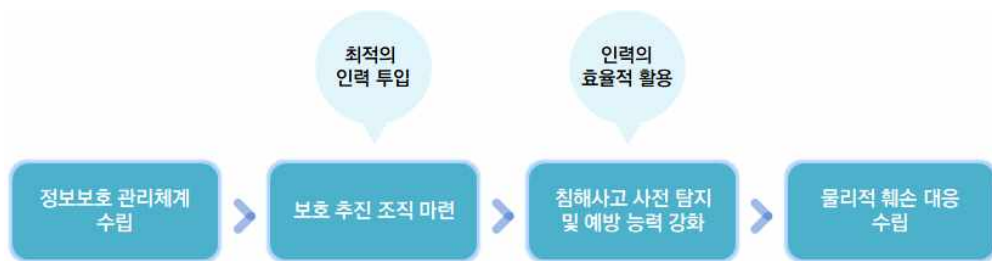 최적의
인력 투입
인력의
효율적 활용
정보보호 관리체계
수립
보호 추진 조직 마련
침해사고 사전 탐지
및 예방 능력 강화
물리적 훼손 대응
수립